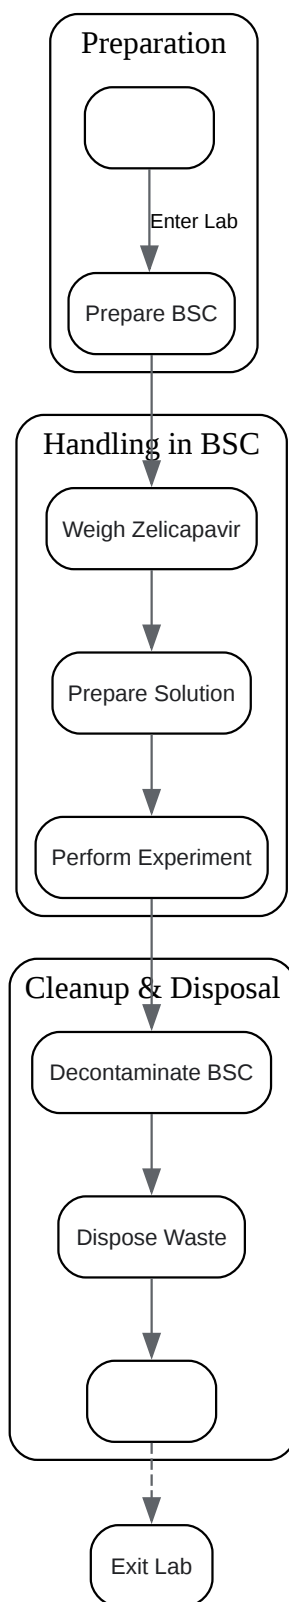 Preparation
Enter Lab
Prepare BSC
Handling in BSC
Weigh Zelicapavir
Prepare Solution
Perform Experiment
Cleanup & Disposal
Decontaminate BSC
Dispose Waste
Exit Lab